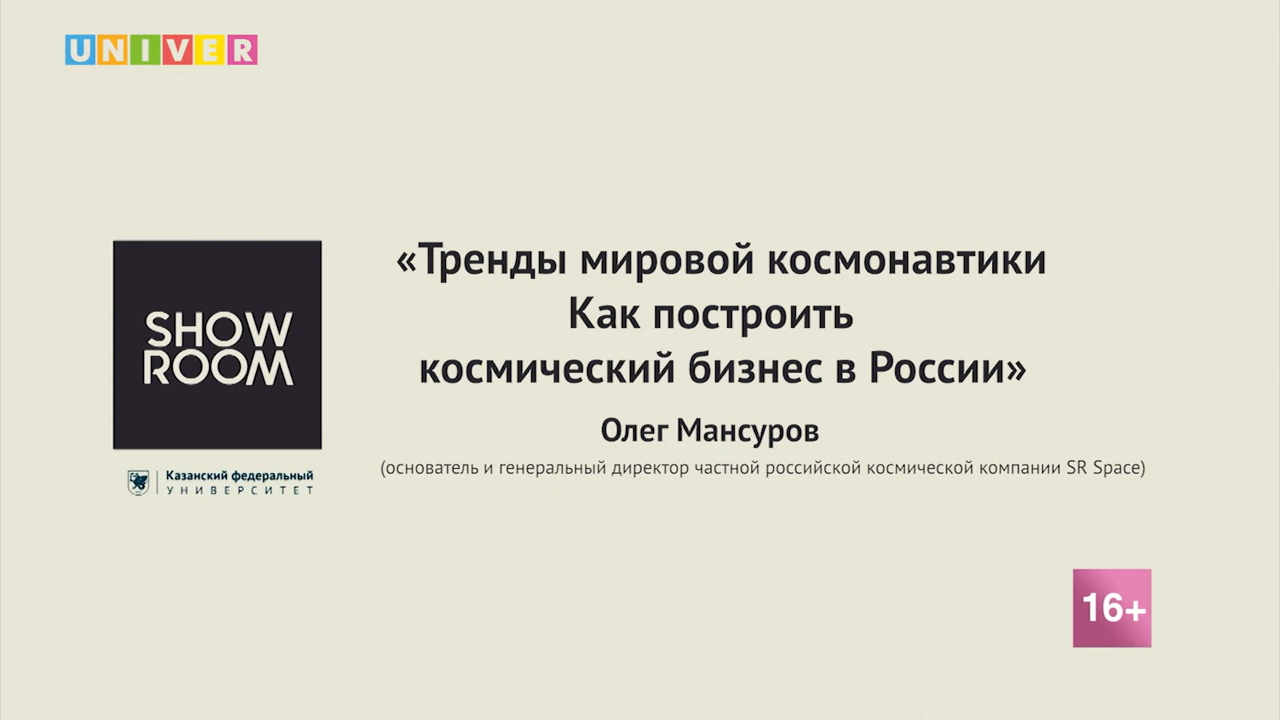 UNIVER
«Тренды мировой космонавтики
Как построить
космический бизнес в России»
SHOW
ROOM
Олег Мансуров
(основатель и генеральный директор частной российской космической компании SR Space)
Казанский федеральный
УНИВЕРСИТЕТ
16+